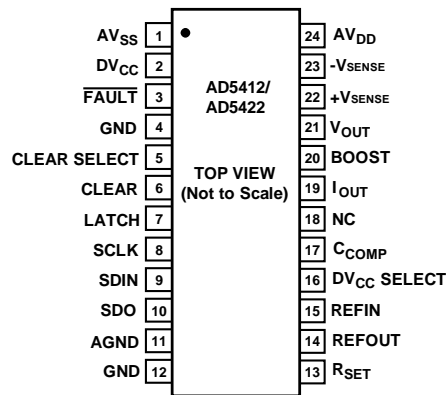 AVSS 1 24 AVDD
DVCC 2 23 -VSENSE
FAULT 3 AD5412/ 22 +VSENSE
GND 4 AD5422 21 VOUT
CLEAR SELECT 5 20 BOOST
CLEAR 6 TOP VIEW 19 IOUT
LATCH 7 (Not to Scale) 18 NC
SCLK 8 17 CCOMP
SDIN 9 16 DVCC SELECT
SDO 10 15 REFIN
AGND 11 14 REFOUT
GND 12 13 RSET